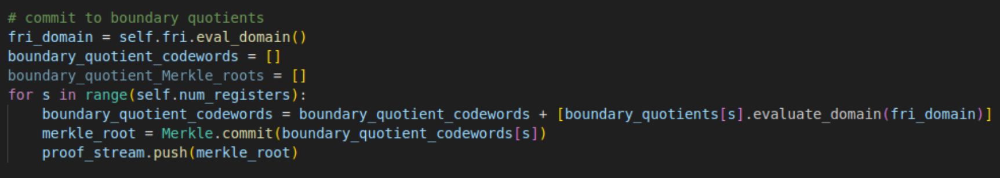 # commit to boundary quotients
fri_domain = self.fri.eval_domain()
boundary_quotient_codewords = []
boundary_quotient_Merkle_roots = []
for s in range(self.num_registers):
    boundary_quotient_codewords = boundary_quotient_codewords + [boundary_quotients[s].evaluate_domain(fri_domain)]
    merkle_root = Merkle.commit(boundary_quotient_codewords[s])
    proof_stream.push(merkle_root)